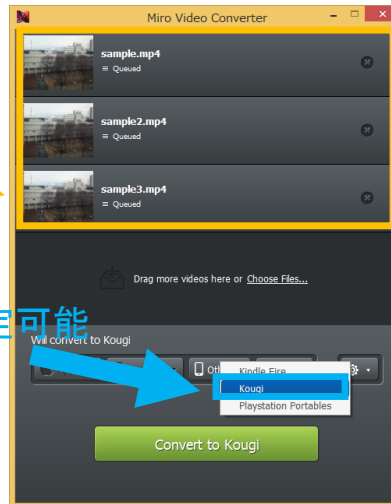 Miro Video Converter
sample.mp4
Queued
sample2.mp4
Queued
sample3.mp4
Queued
Drag more videos here or Choose Files...
可能
Will convert to Kougi
Kindle Fire
Kougi
Playstation Portables
Convert to Kougi